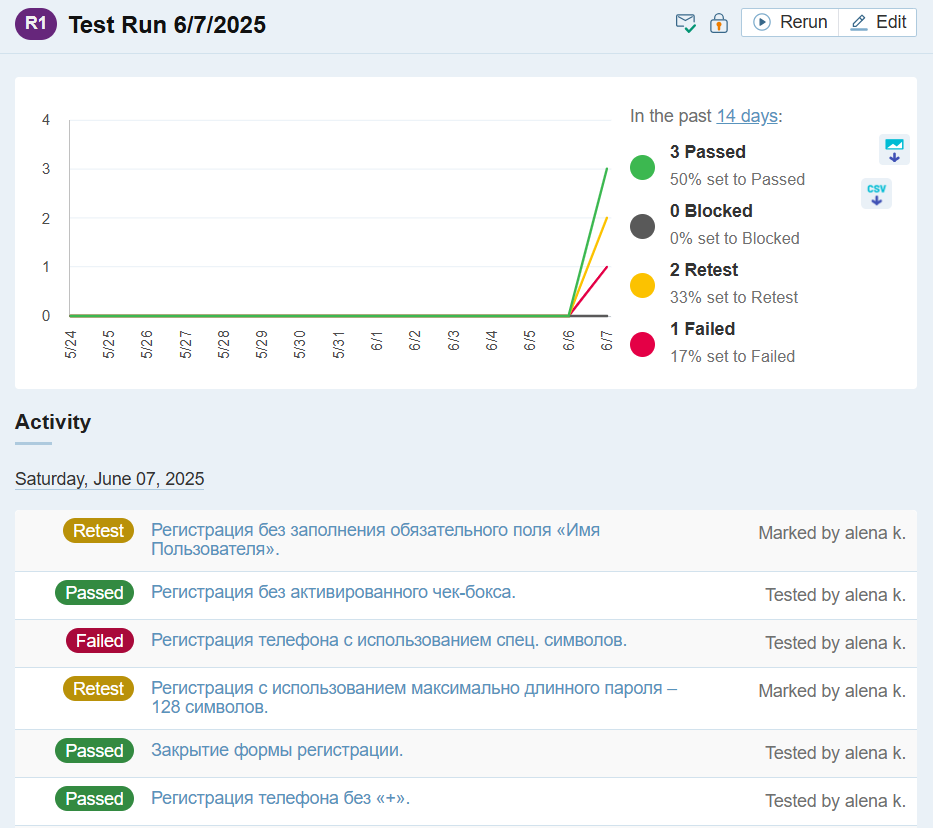 R1 Test Run 6/7/2025
Rerun Edit
4
3
2
1
0
5/24 5/25 5/26 5/27 5/28 5/29 5/30 5/31 6/1 6/2 6/3 6/4 6/5 6/6 6/7
In the past 14 days:
3 Passed
50% set to Passed
0 Blocked
0% set to Blocked
2 Retest
33% set to Retest
1 Failed
17% set to Failed
CSV
Activity
Saturday, June 07, 2025
Retest Регистрация без заполнения обязательного поля «Имя
Пользователя». Marked by alena k.
Passed Регистрация без активированного чек-бокса. Tested by alena k.
Failed Регистрация телефона с использованием спец. символов. Tested by alena k.
Retest Регистрация с использованием максимально длинного пароля –
128 символов. Marked by alena k.
Passed Закрытие формы регистрации. Tested by alena k.
Passed Регистрация телефона без «+». Tested by alena k.